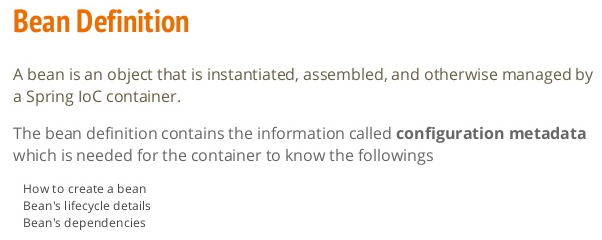 Bean Definition
A bean is an object that is instantiated, assembled, and otherwise managed by
a Spring IoC container.
The bean definition contains the information called configuration metadata
which is needed for the container to know the followings
How to create a bean
Bean's lifecycle details
Bean's dependencies